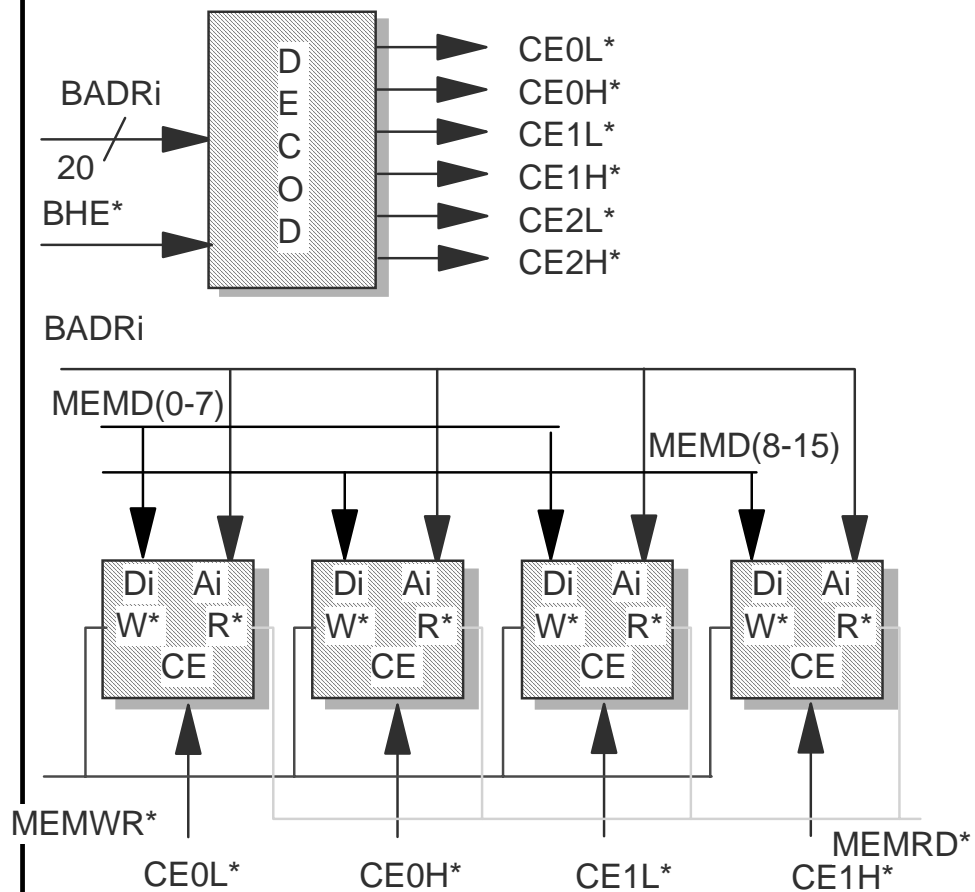 DECOD
BADRi
20
BHE*
CE0L*
CE0H*
CE1L*
CE1H*
CE2L*
CE2H*
BADRi
MEMD(0-7)
MEMD(8-15)
Di Ai
W* R*
CE
Di Ai
W* R*
CE
Di Ai
W* R*
CE
Di Ai
W* R*
CE
MEMWR*
MEMRD*
CE0L*
CE0H*
CE1L*
CE1H*